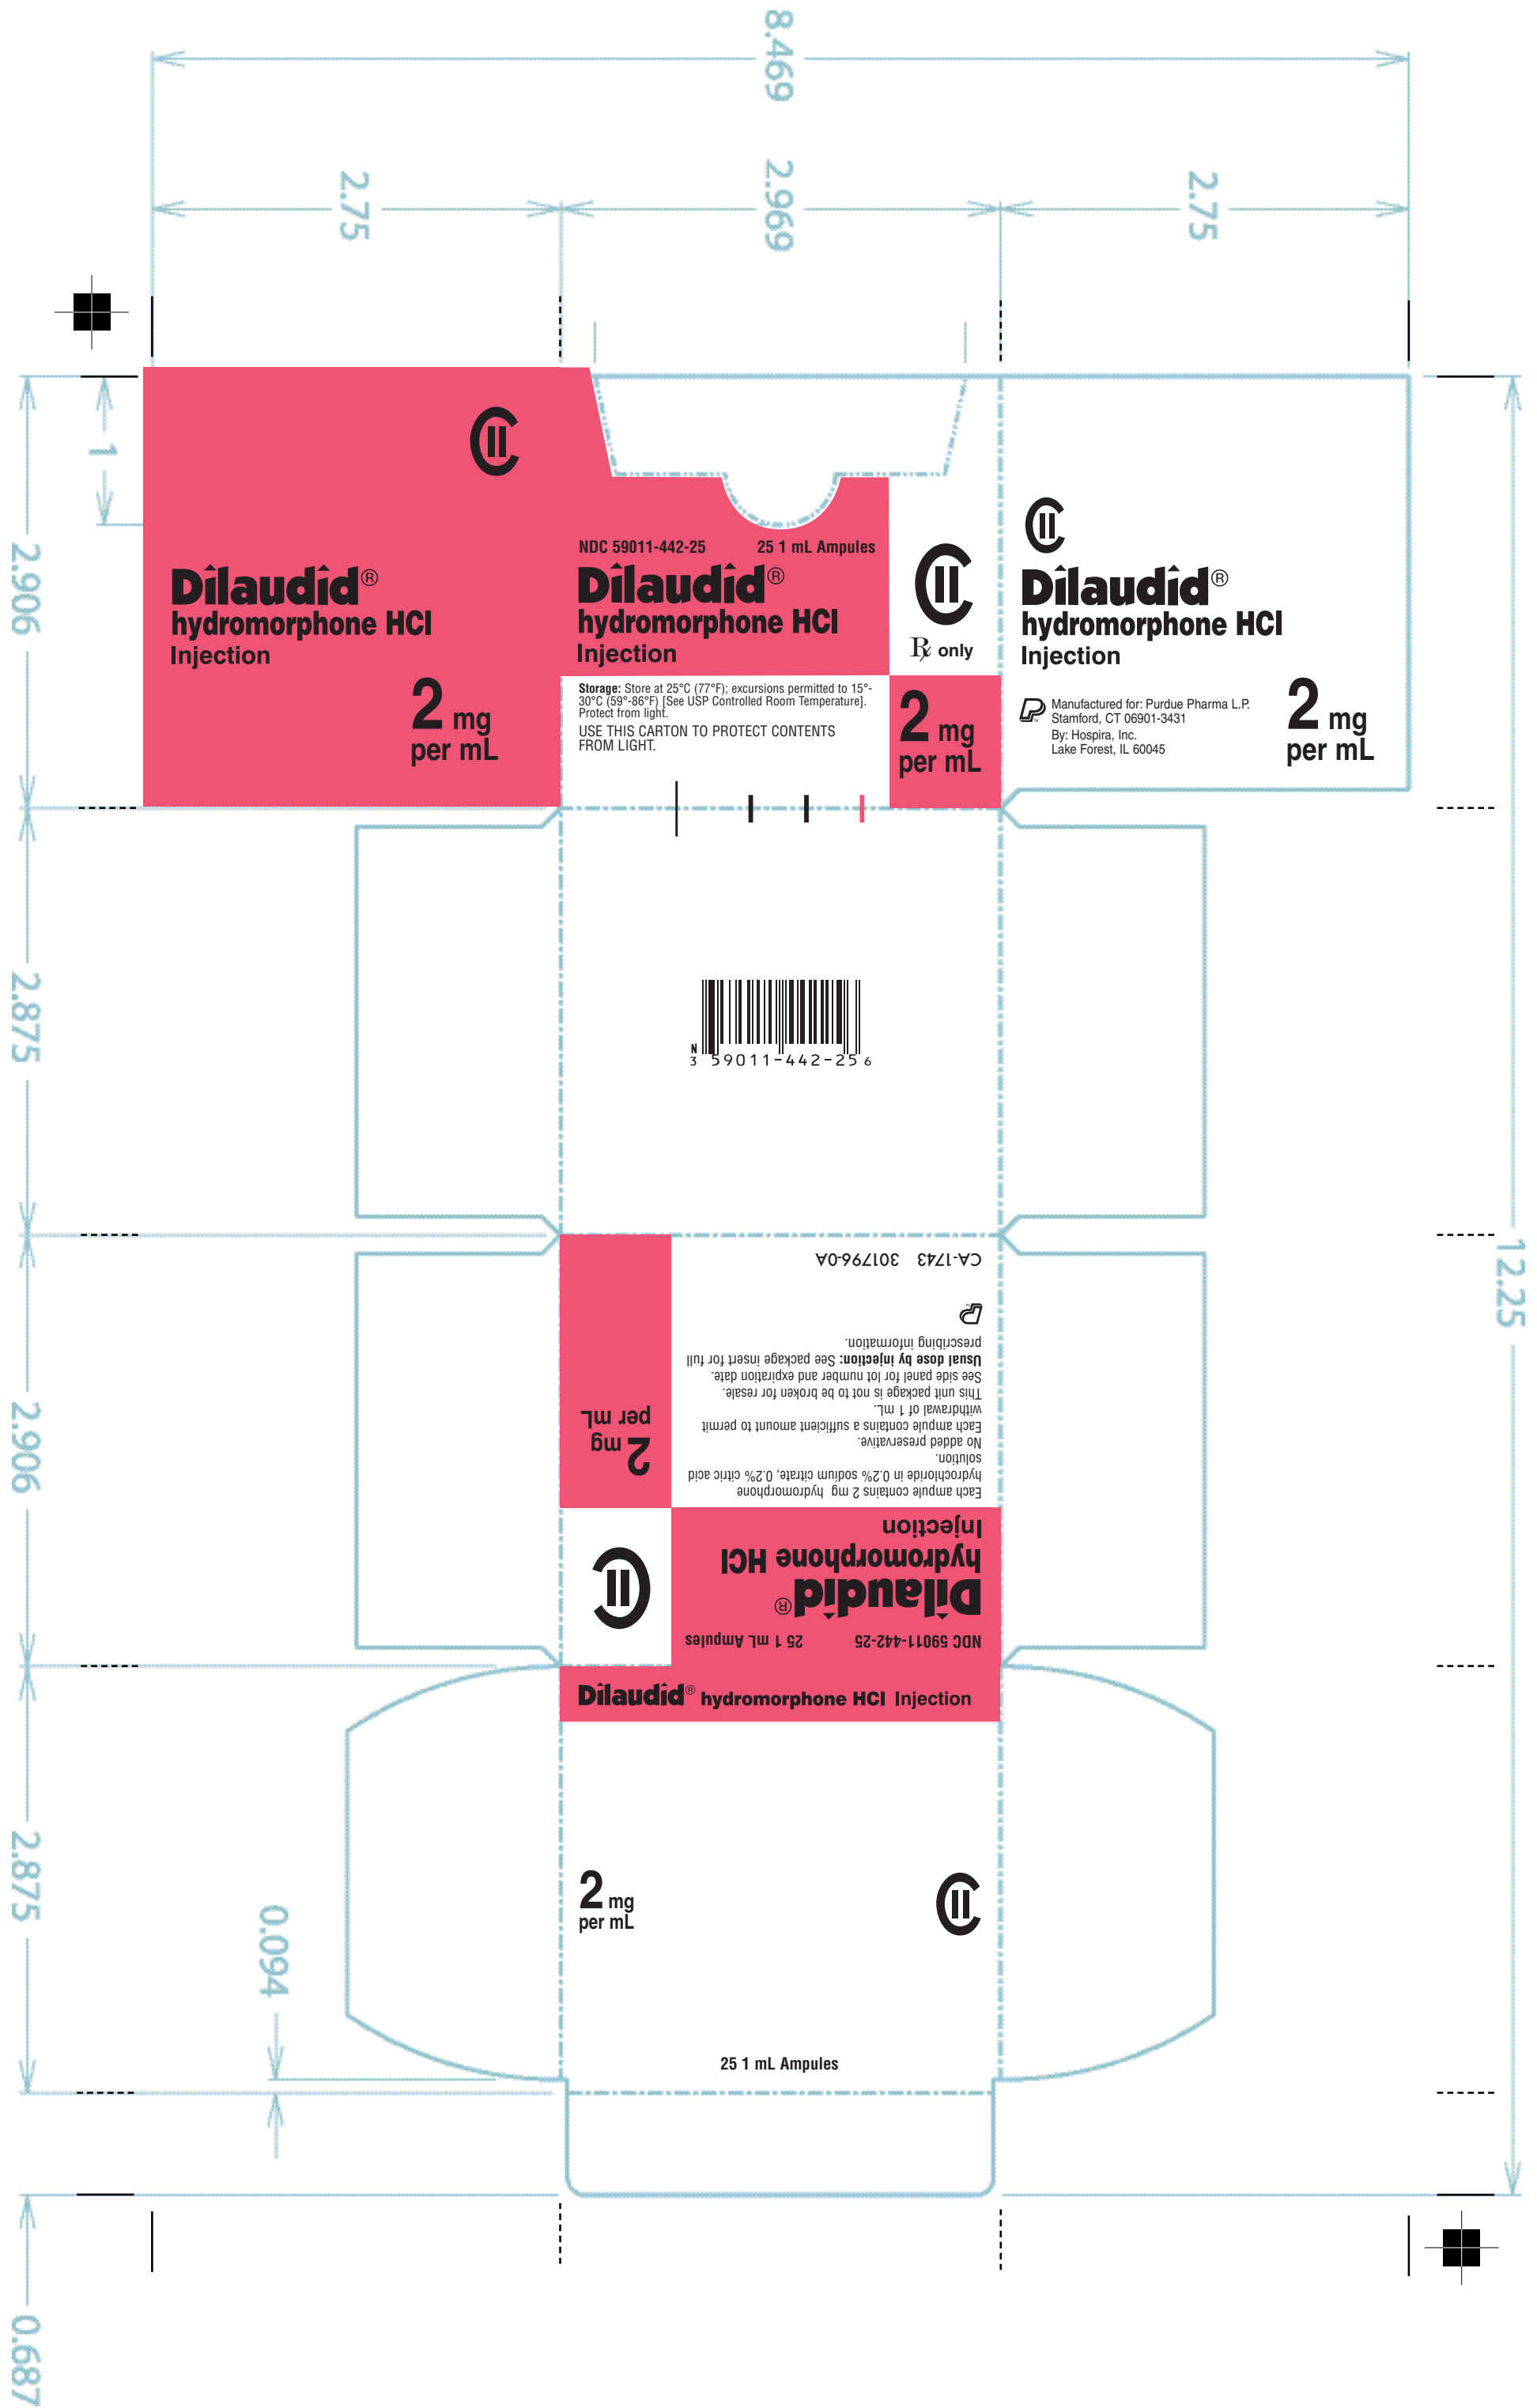 8.469
2.75
2.969
2.75
1
2.906
2.875
2.906
2.875
0.094
0.687
12.25
CII
Dilaudid®
hydromorphone HCl
Injection
2 mg
per mL
NDC 59011-442-25 25 1 mL Ampules
Dilaudid®
hydromorphone HCl
Injection
CII
Rx only
Storage: Store at 25°C (77°F); excursions permitted to 15°-
30°C (59°-86°F) [See USP Controlled Room Temperature].
Protect from light.
USE THIS CARTON TO PROTECT CONTENTS
FROM LIGHT.
2 mg
per mL
CII
Dilaudid®
hydromorphone HCl
Injection
Manufactured for: Purdue Pharma L.P.
Stamford, CT 06901-3431
By: Hospira, Inc.
Lake Forest, IL 60045
2 mg
per mL
N
3 59011-442-25 6
NDC 59011-442-25 25 1 mL Ampules
Dilaudid®
hydromorphone HCl
Injection
CII
Each ampule contains 2 mg hydromorphone
hydrochloride in 0.2% sodium citrate, 0.2% citric acid
solution.
No added preservative.
Each ampule contains a sufficient amount to permit
withdrawal of 1 mL.
This unit package is not to be broken for resale.
See side panel for lot number and expiration date.
Usual dose by injection: See package insert for full
prescribing information.
2 mg
per mL
CA-1743 301796-0A
Dilaudid® hydromorphone HCl Injection
2 mg
per mL
CII
25 1 mL Ampules